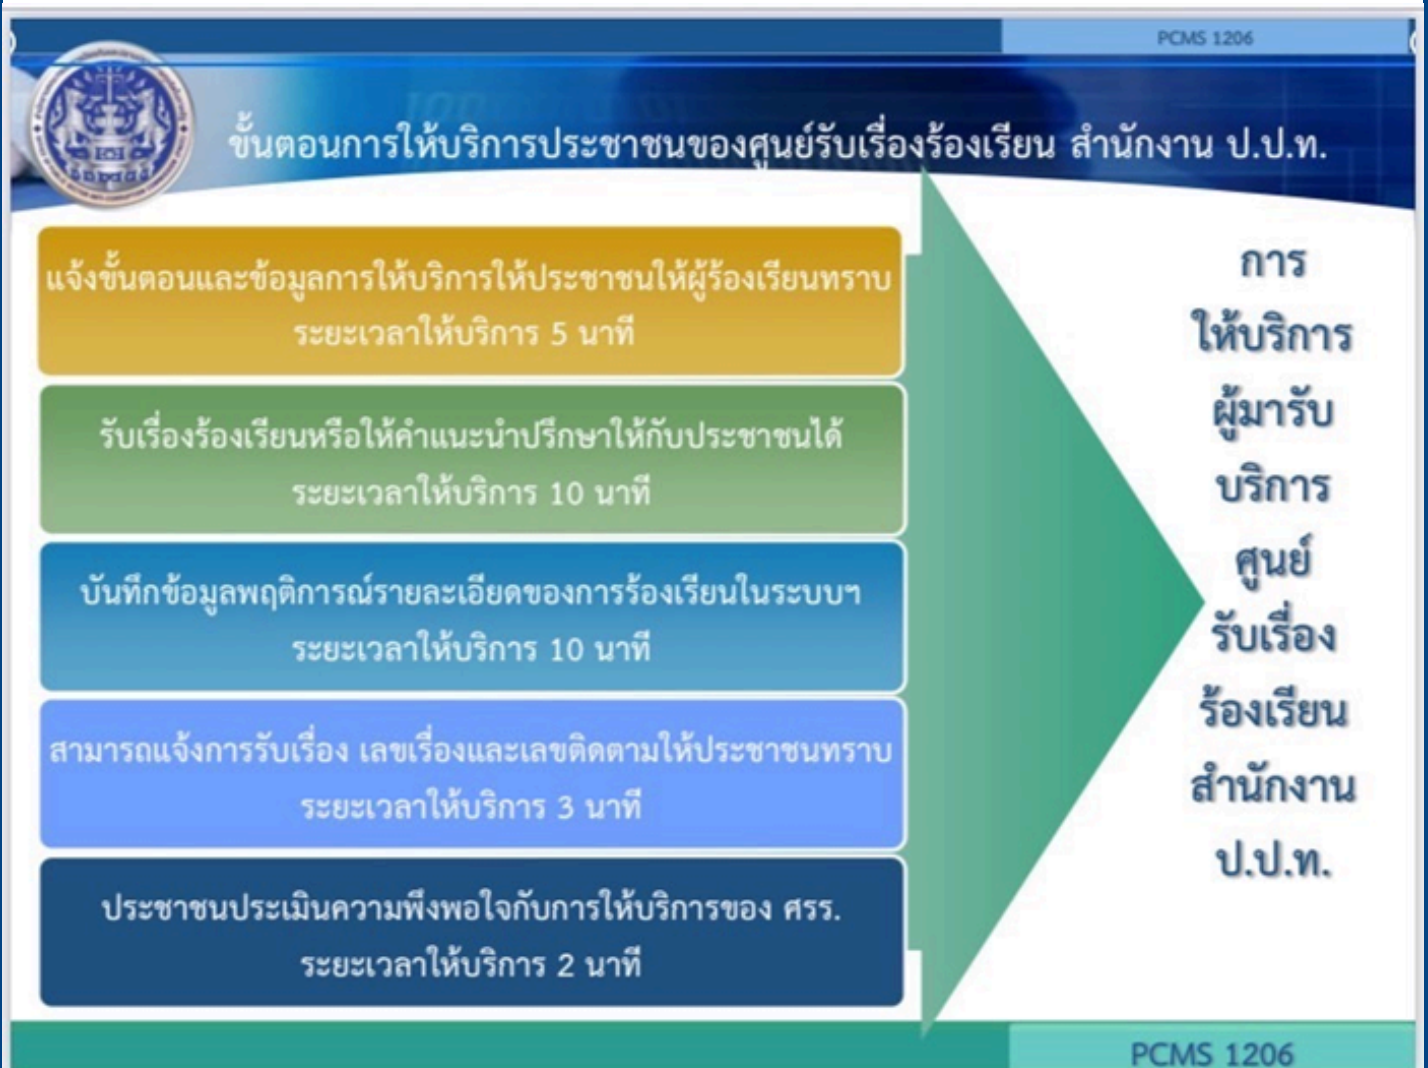 PCMS 1206
ขั้นตอนการให้บริการประชาชนของศูนย์รับเรื่องร้องเรียน สำนักงาน ป.ป.ท.
แจ้งขั้นตอนและข้อมูลการให้บริการให้ประชาชนให้ผู้ร้องเรียนทราบ
ระยะเวลาให้บริการ 5 นาที
รับเรื่องร้องเรียนหรือให้คำแนะนำปรึกษาให้กับประชาชนได้
ระยะเวลาให้บริการ 10 นาที
บันทึกข้อมูลพฤติการณ์รายละเอียดของการร้องเรียนในระบบฯ
ระยะเวลาให้บริการ 10 นาที
สามารถแจ้งการรับเรื่อง เลขเรื่องและเลขติดตามให้ประชาชนทราบ
ระยะเวลาให้บริการ 3 นาที
ประชาชนประเมินความพึงพอใจกับการให้บริการของ ศรร.
ระยะเวลาให้บริการ 2 นาที
การ
ให้บริการ
ผู้มารับ
บริการ
ศูนย์
รับเรื่อง
ร้องเรียน
สำนักงาน
ป.ป.ท.
PCMS 1206